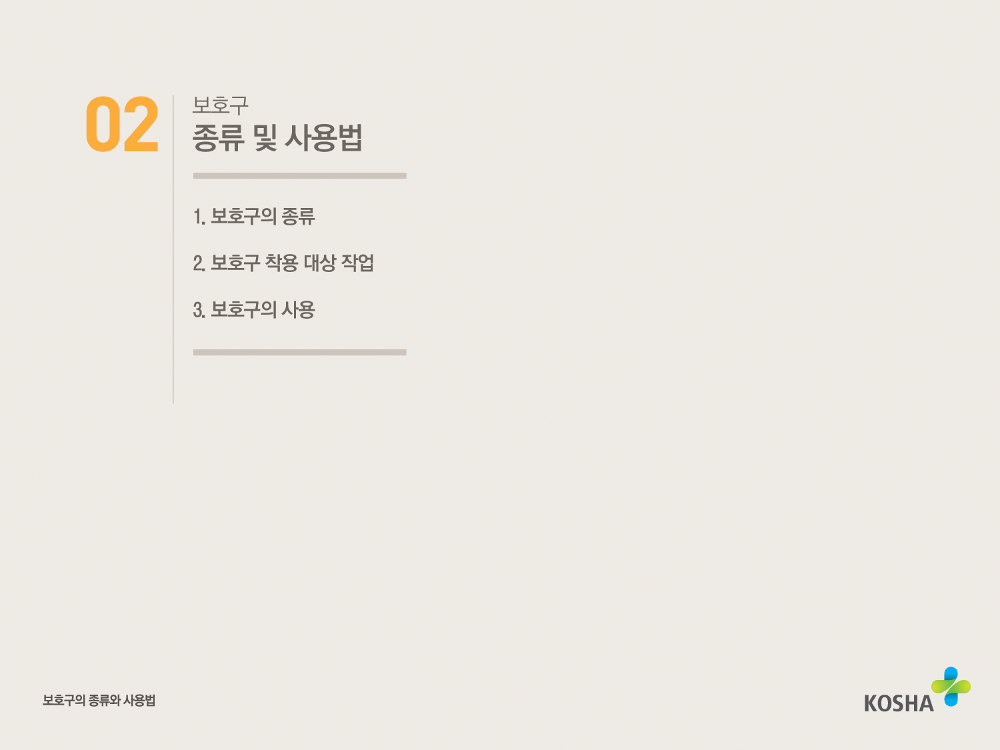 02
보호구
종류 및 사용법
1. 보호구의 종류
2. 보호구 착용 대상 작업
3. 보호구의 사용
보호구의 종류와 사용법
KOSHA